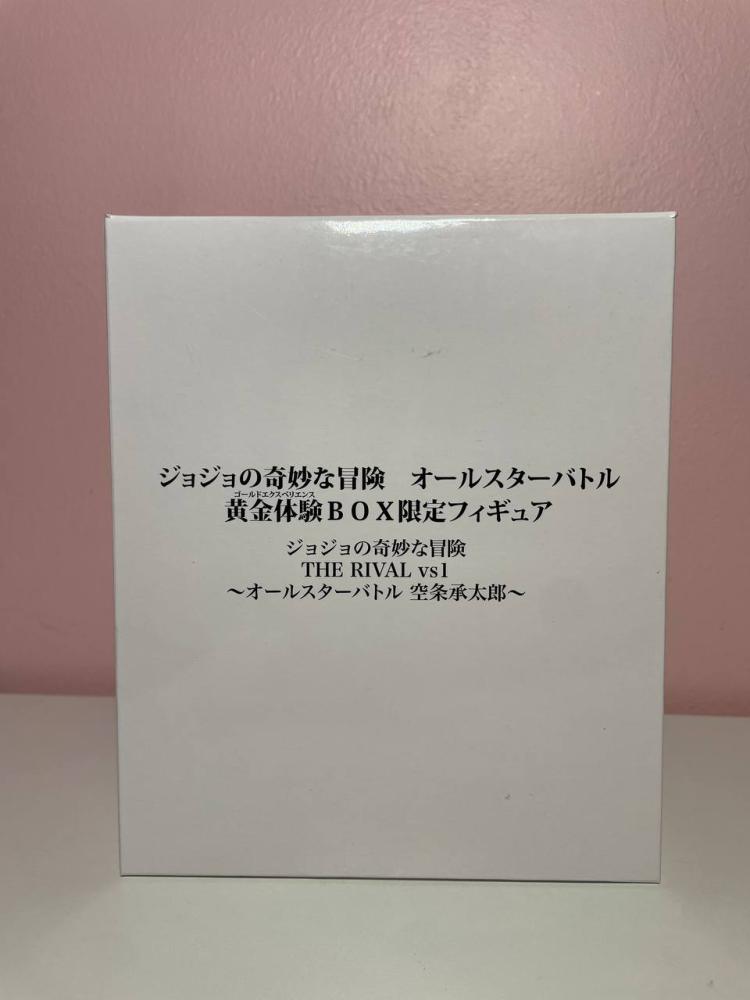 ジョジョの奇妙な冒険　オールスターバトル
ゴールドエクスペリエンス
黄金体験ＢＯＸ限定フィギュア
ジョジョの奇妙な冒険
THE RIVAL vs1
～オールスターバトル 空条承太郎～